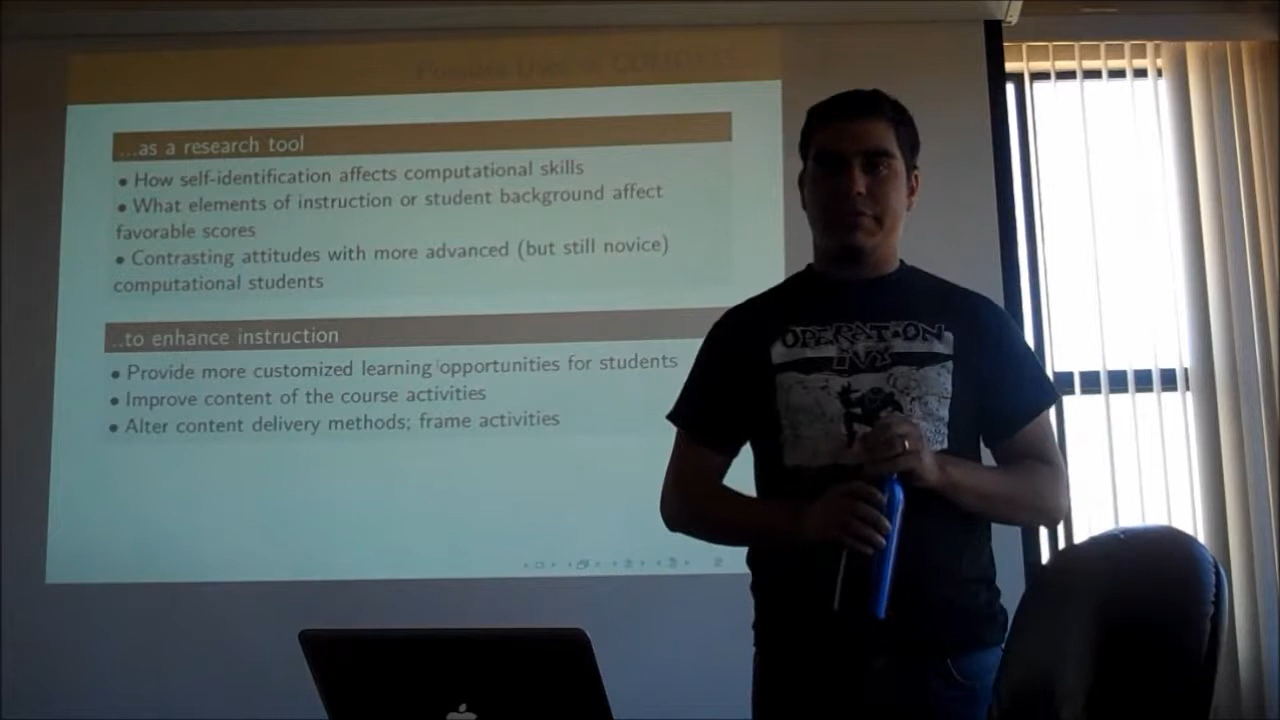 ...as a research tool
• How self-identification affects computational skills
• What elements of instruction or student background affect
favorable scores
• Contrasting attitudes with more advanced (but still novice)
computational students
...to enhance instruction
• Provide more customized learning opportunities for students
• Improve content of the course activities
• Alter content delivery methods; frame activities
OPERATION
IVY